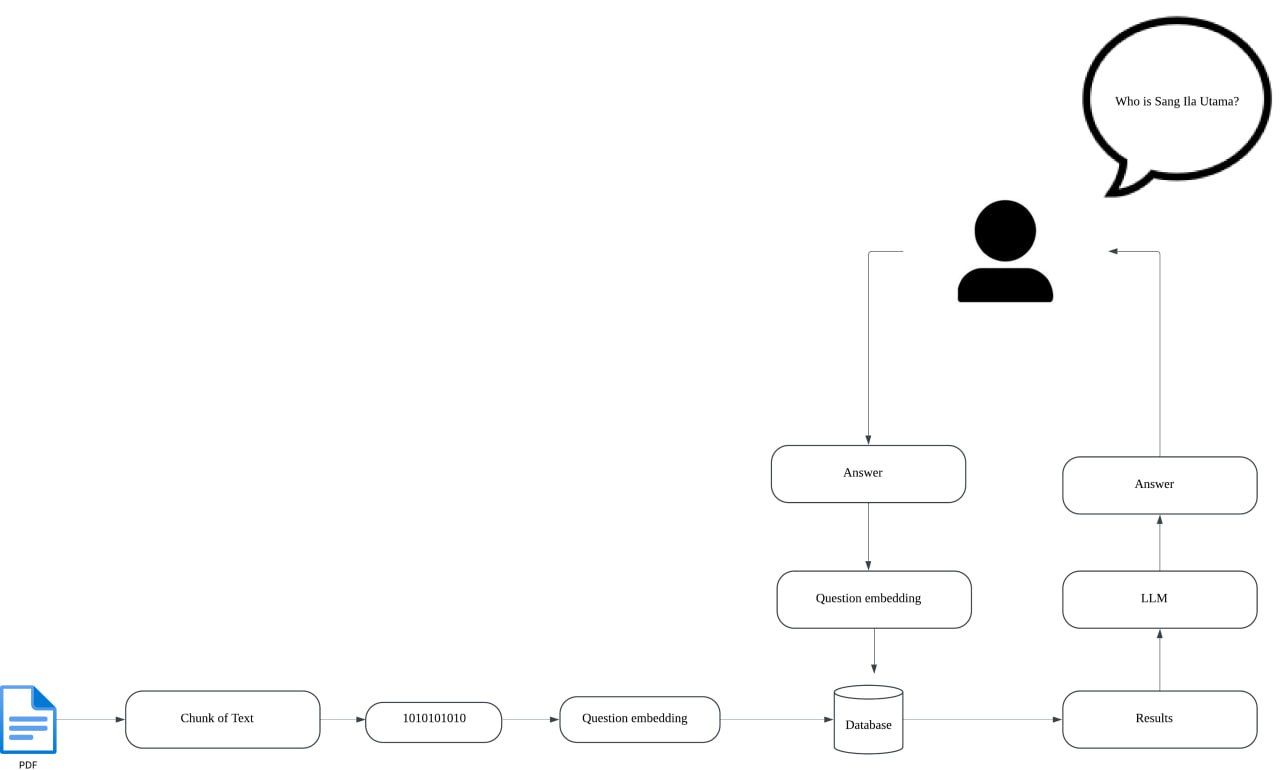 Who is Sang Ila Utama?
Answer
Answer
Question embedding
LLM
Chunk of Text
1010101010
Question embedding
Database
Results
PDF